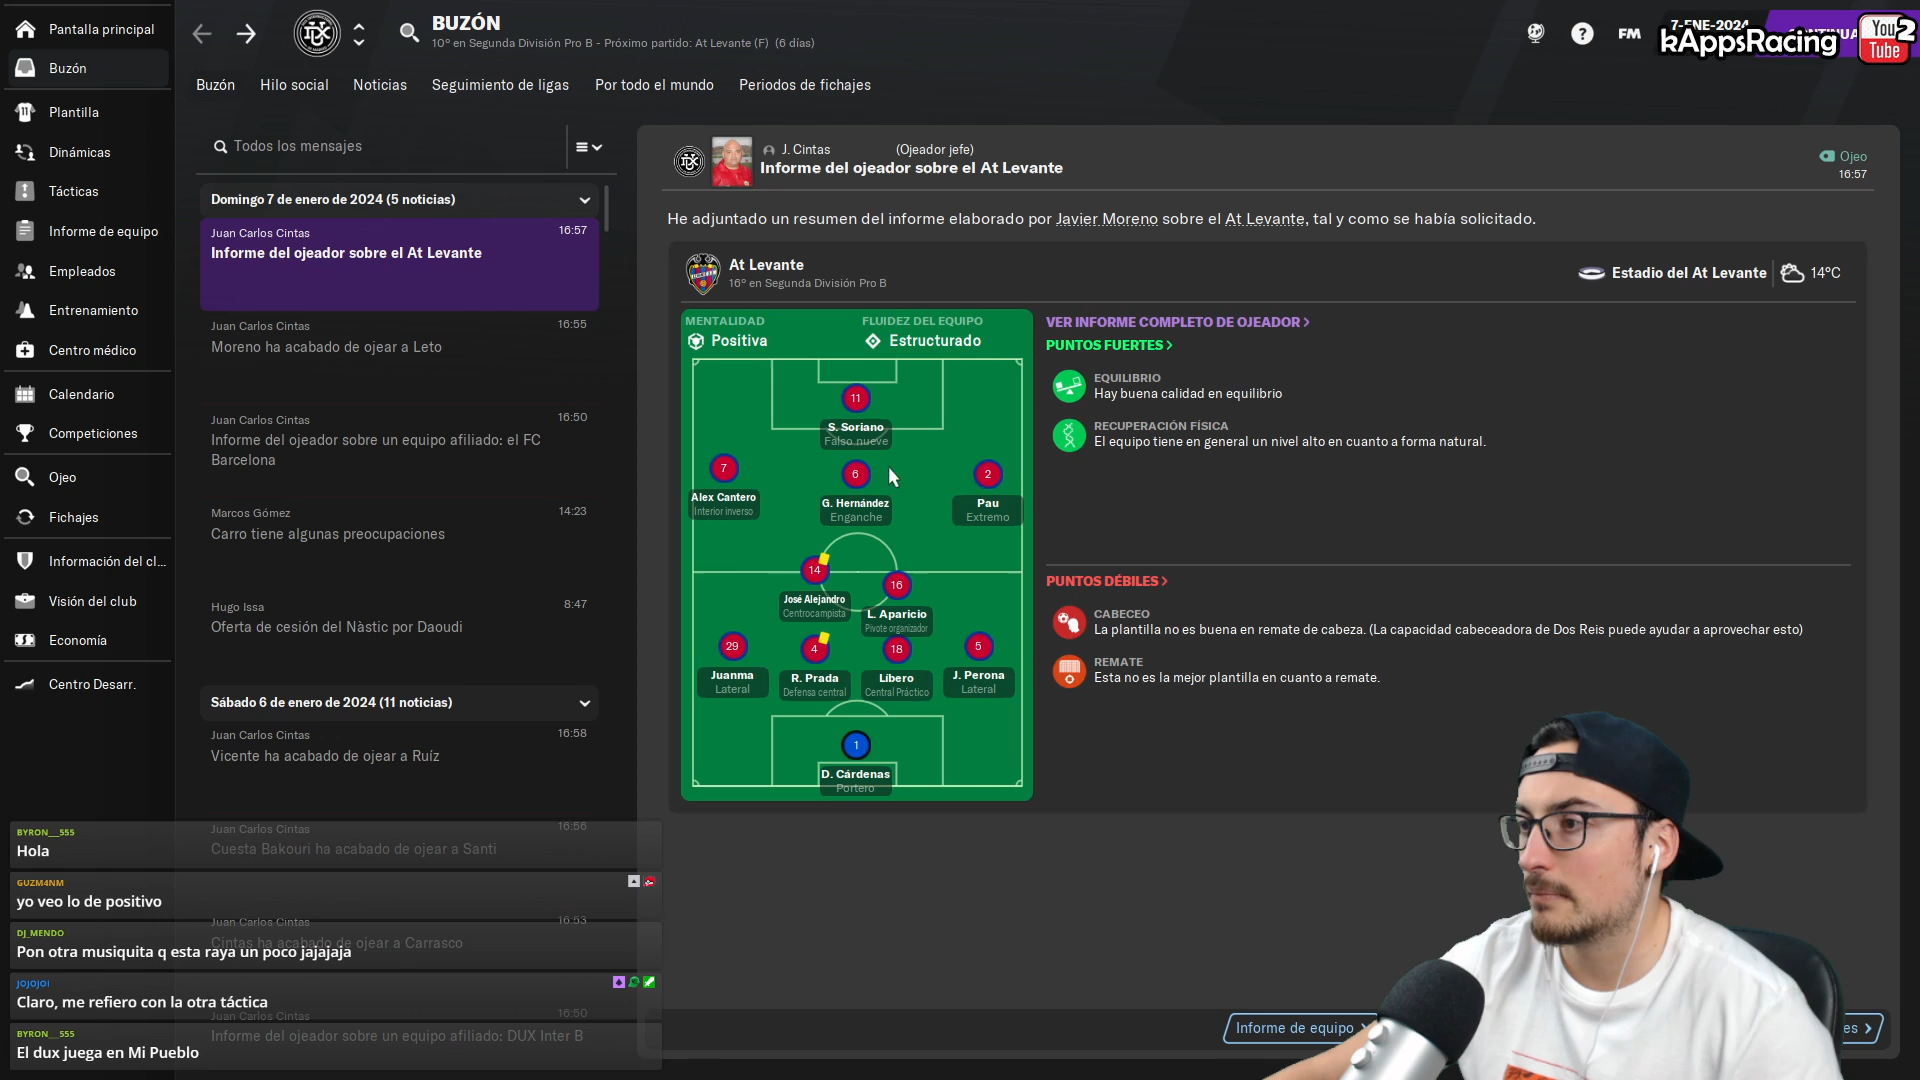 Pantalla principal
Buzón
Plantilla
Dinámicas
Tácticas
Informe de equipo
Empleados
Entrenamiento
Centro médico
Calendario
Competiciones
Ojeo
Fichajes
Información del cl...
Visión del club
Economía
Centro Desarr.
BUZÓN
10º en Segunda División Pro B - Próximo partido: At Levante (F) (6 días)
FM
7-ENE-2024
kAppsRacing
You2
Tube
Buzón
Hilo social
Noticias
Seguimiento de ligas
Por todo el mundo
Periodos de fichajes
Todos los mensajes
Domingo 7 de enero de 2024 (5 noticias)
Juan Carlos Cintas 16:57
Informe del ojeador sobre el At Levante
Juan Carlos Cintas 16:55
Moreno ha acabado de ojear a Leto
Juan Carlos Cintas 16:50
Informe del ojeador sobre un equipo afiliado: el FC
Barcelona
Marcos Gómez 14:23
Carro tiene algunas preocupaciones
Hugo Issa 8:47
Oferta de cesión del Nàstic por Daoudi
Sábado 6 de enero de 2024 (11 noticias)
Juan Carlos Cintas 16:58
Vicente ha acabado de ojear a Ruíz
Juan Carlos Cintas 16:56
Cuesta Bakouri ha acabado de ojear a Santi
Juan Carlos Cintas 16:53
Cintas ha acabado de ojear a Carrasco
Juan Carlos Cintas 16:50
Informe del ojeador sobre un equipo afiliado: DUX Inter B
BYRON__555
Hola
GUZM4NM
yo veo lo de positivo
DJ_MENDO
Pon otra musiquita q esta raya un poco jajajaja
JOJOJOI
Claro, me refiero con la otra táctica
BYRON__555
El dux juega en Mi Pueblo
J. Cintas (Ojeador jefe)
Informe del ojeador sobre el At Levante
Ojeo
16:57
He adjuntado un resumen del informe elaborado por Javier Moreno sobre el At Levante, tal y como se había solicitado.
At Levante
16º en Segunda División Pro B
Estadio del At Levante
14ºC
MENTALIDAD
Positiva
FLUIDEZ DEL EQUIPO
Estructurado
11
S. Soriano
Falso nueve
7
Alex Cantero
Interior inverso
6
G. Hernández
Enganche
2
Pau
Extremo
14
José Alejandro
Centrocampista
16
L. Aparicio
Pivote organizador
29
Juanma
Lateral
4
R. Prada
Defensa central
18
Líbero
Central Práctico
5
J. Perona
Lateral
1
D. Cárdenas
Portero
VER INFORME COMPLETO DE OJEADOR >
PUNTOS FUERTES >
EQUILIBRIO
Hay buena calidad en equilibrio
RECUPERACIÓN FÍSICA
El equipo tiene en general un nivel alto en cuanto a forma natural.
PUNTOS DÉBILES >
CABECEO
La plantilla no es buena en remate de cabeza. (La capacidad cabeceadora de Dos Reis puede ayudar a aprovechar esto)
REMATE
Esta no es la mejor plantilla en cuanto a remate.
Informe de equipo
es >